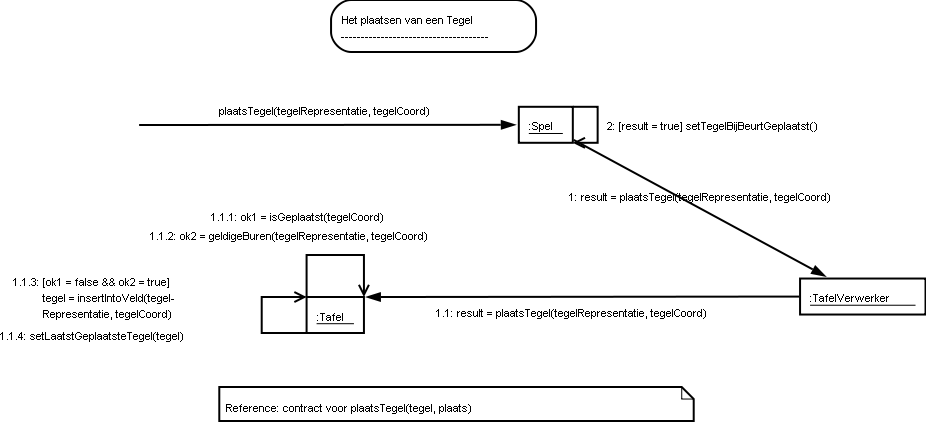 Het plaatsen van een Tegel
-------------------------------------
plaatsTegel(tegelRepresentatie, tegelCoord)
:Spel
2: [result = true] setTegelBijBeurtGeplaatst()
1: result = plaatsTegel(tegelRepresentatie, tegelCoord)
1.1.1: ok1 = isGeplaatst(tegelCoord)
1.1.2: ok2 = geldigeBuren(tegelRepresentatie, tegelCoord)
1.1.3: [ok1 = false && ok2 = true]
tegel = insertIntoVeld(tegel-
Representatie, tegelCoord)
1.1.4: setLaatstGeplaatsteTegel(tegel)
:Tafel
:TafelVerwerker
1.1: result = plaatsTegel(tegelRepresentatie, tegelCoord)
Reference: contract voor plaatsTegel(tegel, plaats)